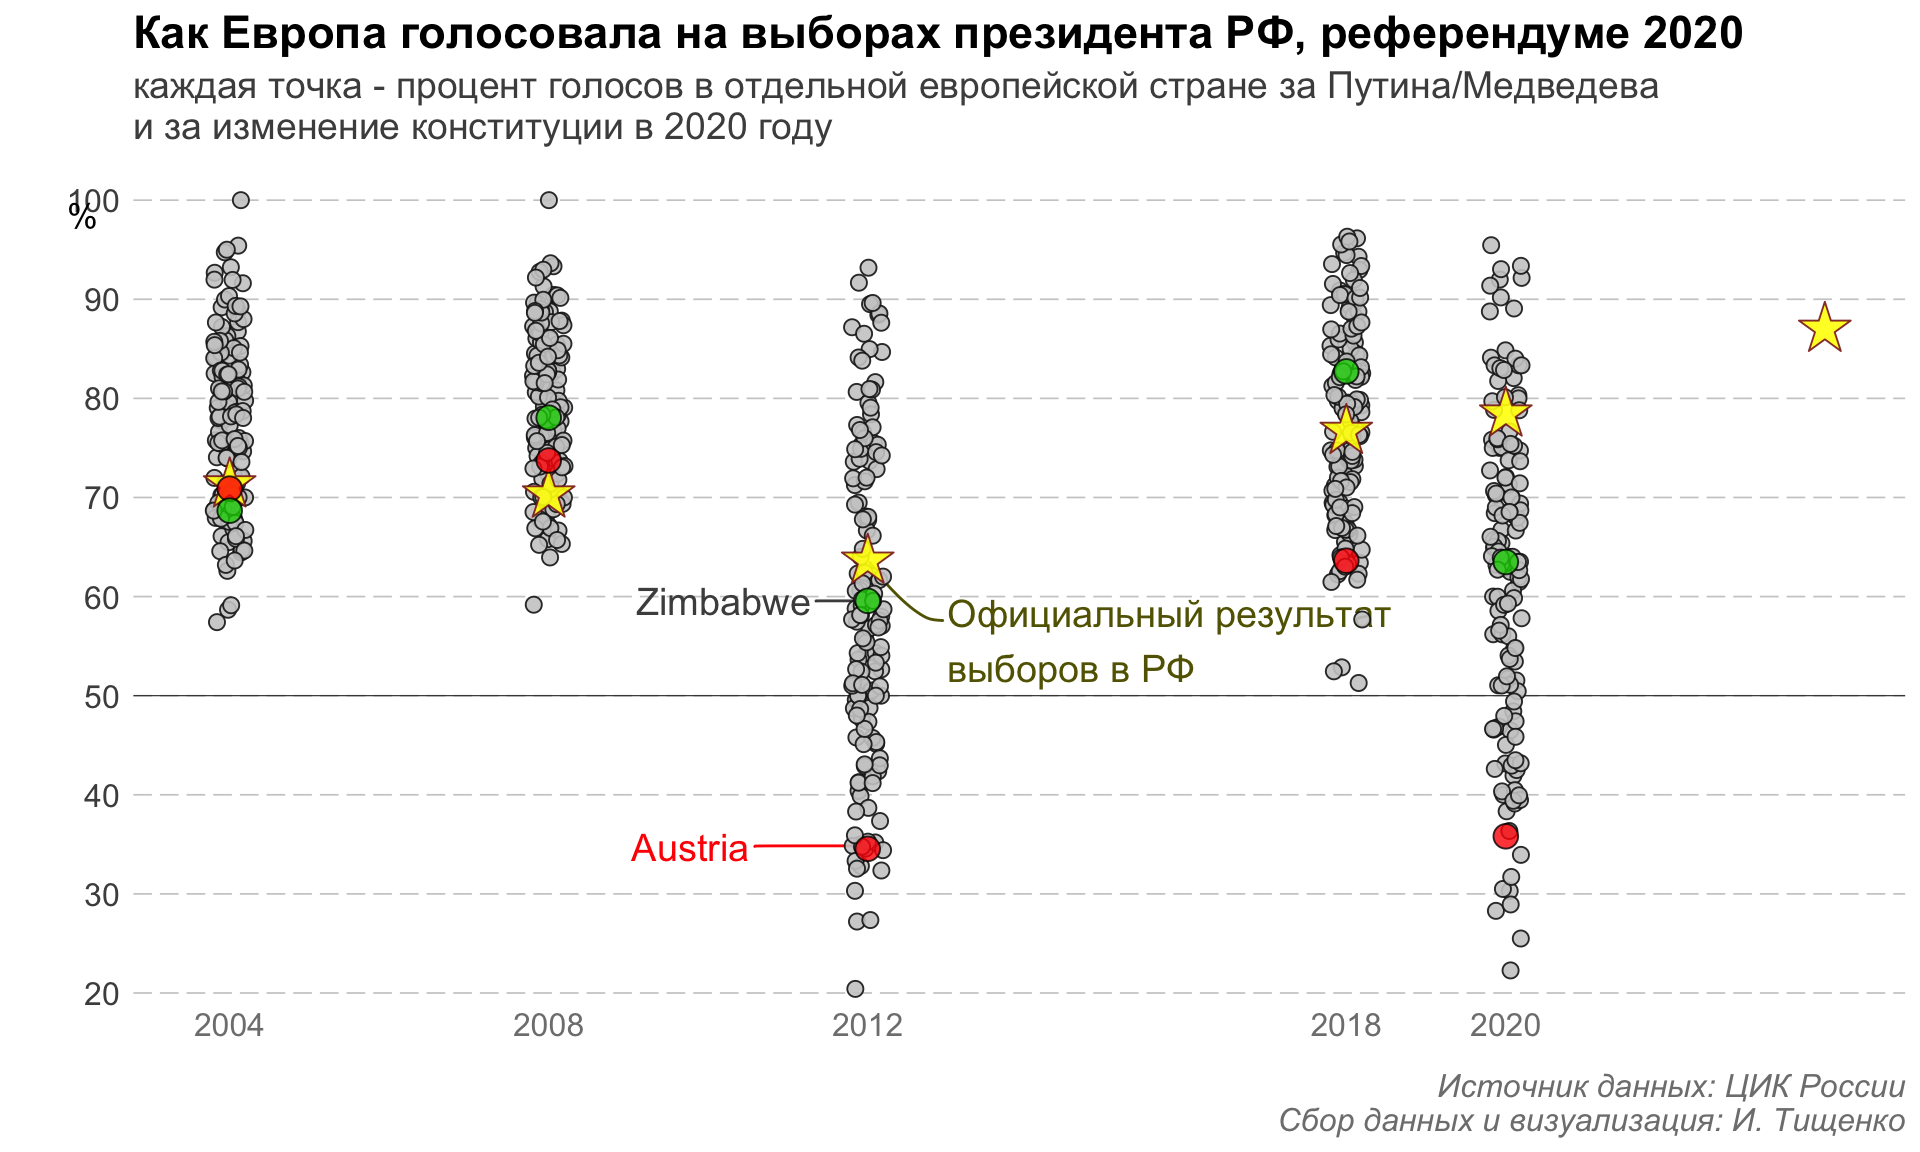 Как Европа голосовала на выборах президента РФ, референдуме 2020
каждая точка - процент голосов в отдельной европейской стране за Путина/Медведева
и за изменение конституции в 2020 году
100
%
90
80
70
60
50
40
30
20
Zimbabwe
Официальный результат
выборов в РФ
Austria
2004
2008
2012
2018
2020
Источник данных: ЦИК России
Сбор данных и визуализация: И. Тищенко